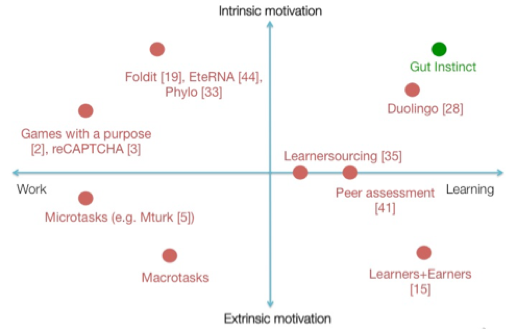 Intrinsic motivation
Gut Instinct
Foldit [19], EteRNA [44],
Phylo [33]
Duolingo [28]
Games with a purpose
[2], reCAPTCHA [3]
Learnersourcing [35]
Work
Peer assessment
[41]
Learning
Microtasks (e.g. Mturk [5])
Macrotasks
Learners+Earners
[15]
Extrinsic motivation